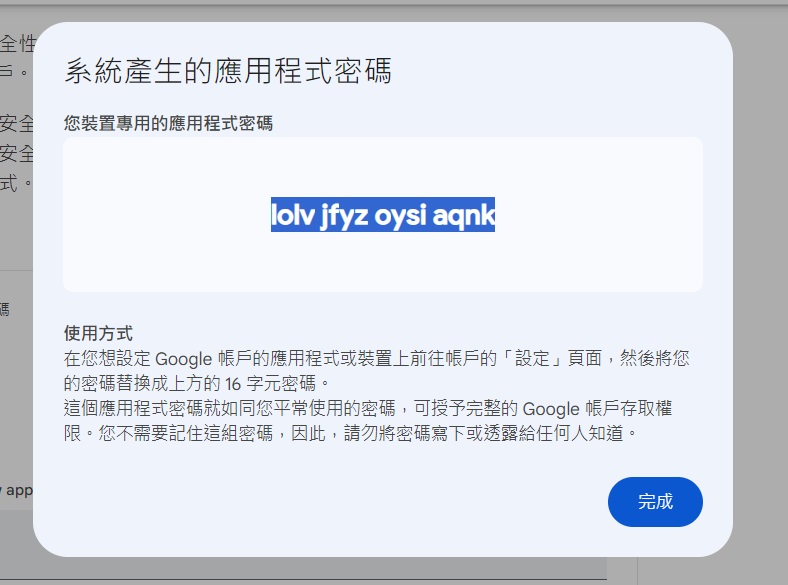 全性
戶。
安全
安全
式。
碼
app
系統產生的應用程式密碼
您裝置專用的應用程式密碼
lolv jfyz oysi aqnk
使用方式
在您想設定 Google 帳戶的應用程式或裝置上前往帳戶的「設定」頁面，然後將您
的密碼替換成上方的 16 字元密碼。
這個應用程式密碼就如同您平常使用的密碼，可授予完整的 Google 帳戶存取權
限。您不需要記住這組密碼，因此，請勿將密碼寫下或透露給任何人知道。
完成